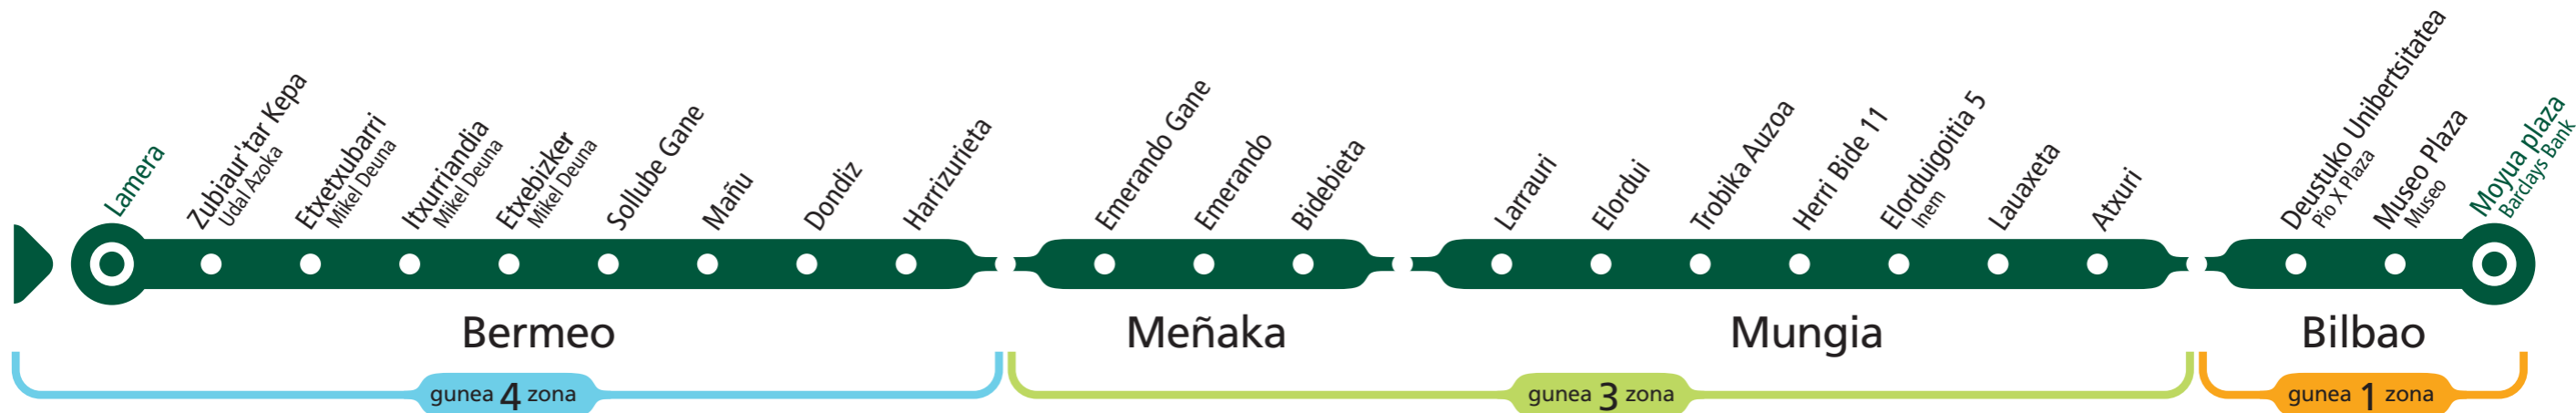 Lamera
Zubiaur'tar Kepa
Udal Azoka
Etxetxubarri
Mikel Deuna
Itxurriandia
Mikel Deuna
Etxebizker
Mikel Deuna
Sollube Gane
Mañu
Dondiz
Harrizurieta
Emerando Gane
Emerando
Bidebieta
Larrauri
Elordui
Trobika Auzoa
Herri Bide 11
Elorduigoitia 5
Inem
Lauaxeta
Atxuri
Deustuko Unibertsitatea
Pio X Plaza
Museo Plaza
Museo
Moyua plaza
Barclays Bank
Bermeo
Meñaka
Mungia
Bilbao
gunea 4 zona
gunea 3 zona
gunea 1 zona